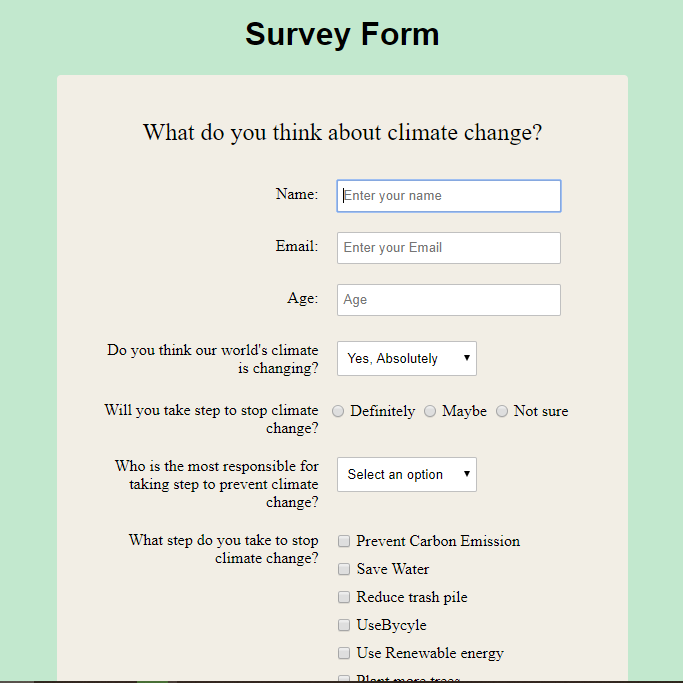 Survey Form
What do you think about climate change?
Name: Enter your name
Email: Enter your Email
Age: Age
Do you think our world's climate
is changing?
Yes, Absolutely
Will you take step to stop climate
change?
Definitely Maybe Not sure
Who is the most responsible for
taking step to prevent climate
change?
Select an option
What step do you take to stop
climate change?
Prevent Carbon Emission
Save Water
Reduce trash pile
UseBycyle
Use Renewable energy
Plant more trees